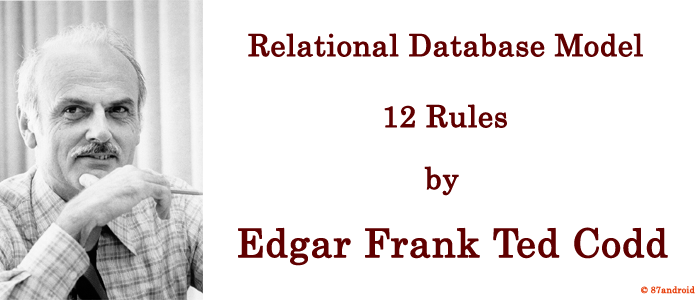 Relational Database Model
12 Rules
by
Edgar Frank Ted Codd
© 87android